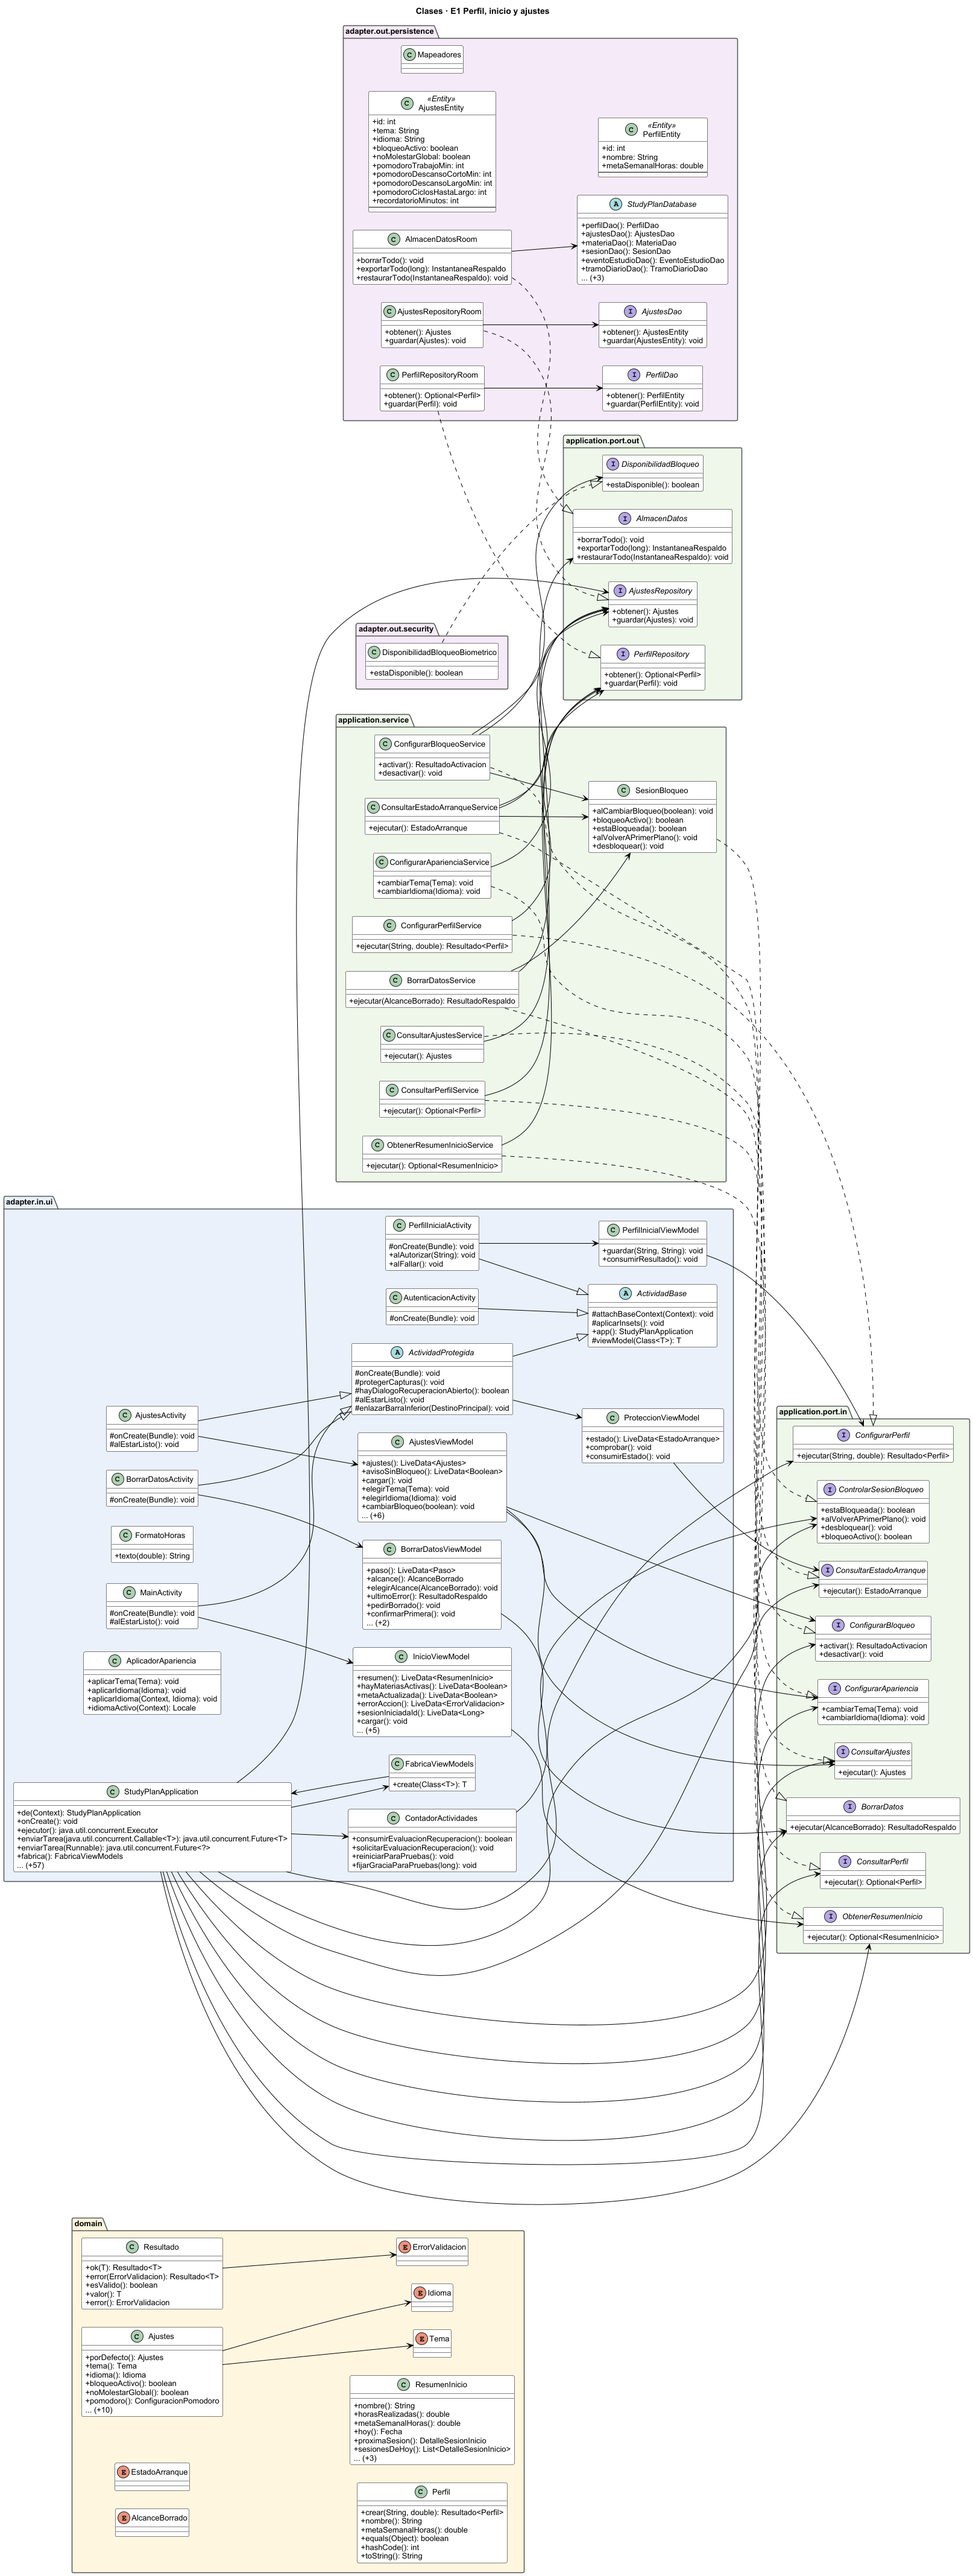 Clases · E1 Perfil, inicio y ajustes
adapter.out.persistence
C Mapeadores
«Entity»
C AjustesEntity
+id: int
+tema: String
+idioma: String
+bloqueoActivo: boolean
+noMolestarGlobal: boolean
+pomodoroTrabajoMin: int
+pomodoroDescansoCortoMin: int
+pomodoroDescansoLargoMin: int
+pomodoroCiclosHastaLargo: int
+recordatorioMinutos: int
«Entity»
C PerfilEntity
+id: int
+nombre: String
+metaSemanalHoras: double
A StudyPlanDatabase
+perfilDao(): PerfilDao
+ajustesDao(): AjustesDao
+materiaDao(): MateriaDao
+sesionDao(): SesionDao
+eventoEstudioDao(): EventoEstudioDao
+tramoDiarioDao(): TramoDiarioDao
... (+3)
C AlmacenDatosRoom
+borrarTodo(): void
+exportarTodo(long): InstantaneaRespaldo
+restaurarTodo(InstantaneaRespaldo): void
C AjustesRepositoryRoom
+obtener(): Ajustes
+guardar(Ajustes): void
I AjustesDao
+obtener(): AjustesEntity
+guardar(AjustesEntity): void
C PerfilRepositoryRoom
+obtener(): Optional<Perfil>
+guardar(Perfil): void
I PerfilDao
+obtener(): PerfilEntity
+guardar(PerfilEntity): void
application.port.out
I DisponibilidadBloqueo
+estaDisponible(): boolean
I AlmacenDatos
+borrarTodo(): void
+exportarTodo(long): InstantaneaRespaldo
+restaurarTodo(InstantaneaRespaldo): void
I AjustesRepository
+obtener(): Ajustes
+guardar(Ajustes): void
I PerfilRepository
+obtener(): Optional<Perfil>
+guardar(Perfil): void
adapter.out.security
C DisponibilidadBloqueoBiometrico
+estaDisponible(): boolean
application.service
C ConfigurarBloqueoService
+activar(): ResultadoActivacion
+desactivar(): void
C ConsultarEstadoArranqueService
+ejecutar(): EstadoArranque
C SesionBloqueo
+alCambiarBloqueo(boolean): void
+bloqueoActivo(): boolean
+estaBloqueada(): boolean
+alVolverAPrimerPlano(): void
+desbloquear(): void
C ConfigurarAparienciaService
+cambiarTema(Tema): void
+cambiarIdioma(Idioma): void
C ConfigurarPerfilService
+ejecutar(String, double): Resultado<Perfil>
C BorrarDatosService
+ejecutar(AlcanceBorrado): ResultadoRespaldo
C ConsultarAjustesService
+ejecutar(): Ajustes
C ConsultarPerfilService
+ejecutar(): Optional<Perfil>
C ObtenerResumenInicioService
+ejecutar(): Optional<ResumenInicio>
adapter.in.ui
C PerfilInicialActivity
#onCreate(Bundle): void
+alAutorizar(String): void
+alFallar(): void
C PerfilInicialViewModel
+guardar(String, String): void
+consumirResultado(): void
C AutenticacionActivity
#onCreate(Bundle): void
A ActividadBase
#attachBaseContext(Context): void
#aplicarInsets(): void
+app(): StudyPlanApplication
#viewModel(Class<T>): T
A ActividadProtegida
#onCreate(Bundle): void
#protegerCapturas(): void
#hayDialogoRecuperacionAbierto(): boolean
#alEstarListo(): void
#enlazarBarraInferior(DestinoPrincipal): void
C AjustesActivity
#onCreate(Bundle): void
#alEstarListo(): void
C AjustesViewModel
+ajustes(): LiveData<Ajustes>
+avisoSinBloqueo(): LiveData<Boolean>
+cargar(): void
+elegirTema(Tema): void
+elegirIdioma(Idioma): void
+cambiarBloqueo(boolean): void
... (+6)
C ProteccionViewModel
+estado(): LiveData<EstadoArranque>
+comprobar(): void
+consumirEstado(): void
C BorrarDatosActivity
#onCreate(Bundle): void
C FormatoHoras
+texto(double): String
C BorrarDatosViewModel
+paso(): LiveData<Paso>
+alcance(): AlcanceBorrado
+elegirAlcance(AlcanceBorrado): void
+ultimoError(): ResultadoRespaldo
+pedirBorrado(): void
+confirmarPrimera(): void
... (+2)
C MainActivity
#onCreate(Bundle): void
#alEstarListo(): void
C AplicadorApariencia
+aplicarTema(Tema): void
+aplicarIdioma(Idioma): void
+aplicarIdioma(Context, Idioma): void
+idiomaActivo(Context): Locale
C InicioViewModel
+resumen(): LiveData<ResumenInicio>
+hayMateriasActivas(): LiveData<Boolean>
+metaActualizada(): LiveData<Boolean>
+errorAccion(): LiveData<ErrorValidacion>
+sesionIniciadaId(): LiveData<Long>
+cargar(): void
... (+5)
C FabricaViewModels
+create(Class<T>): T
C StudyPlanApplication
+de(Context): StudyPlanApplication
+onCreate(): void
+ejecutor(): java.util.concurrent.Executor
+enviarTarea(java.util.concurrent.Callable<T>): java.util.concurrent.Future<T>
+enviarTarea(Runnable): java.util.concurrent.Future<?>
+fabrica(): FabricaViewModels
... (+57)
C ContadorActividades
+consumirEvaluacionRecuperacion(): boolean
+solicitarEvaluacionRecuperacion(): void
+reiniciarParaPruebas(): void
+fijarGraciaParaPruebas(long): void
application.port.in
I ConfigurarPerfil
+ejecutar(String, double): Resultado<Perfil>
I ControlarSesionBloqueo
+estaBloqueada(): boolean
+alVolverAPrimerPlano(): void
+desbloquear(): void
+bloqueoActivo(): boolean
I ConsultarEstadoArranque
+ejecutar(): EstadoArranque
I ConfigurarBloqueo
+activar(): ResultadoActivacion
+desactivar(): void
I ConfigurarApariencia
+cambiarTema(Tema): void
+cambiarIdioma(Idioma): void
I ConsultarAjustes
+ejecutar(): Ajustes
I BorrarDatos
+ejecutar(AlcanceBorrado): ResultadoRespaldo
I ConsultarPerfil
+ejecutar(): Optional<Perfil>
I ObtenerResumenInicio
+ejecutar(): Optional<ResumenInicio>
domain
C Resultado
+ok(T): Resultado<T>
+error(ErrorValidacion): Resultado<T>
+esValido(): boolean
+valor(): T
+error(): ErrorValidacion
E ErrorValidacion
E Idioma
E Tema
C Ajustes
+porDefecto(): Ajustes
+tema(): Tema
+idioma(): Idioma
+bloqueoActivo(): boolean
+noMolestarGlobal(): boolean
+pomodoro(): ConfiguracionPomodoro
... (+10)
C ResumenInicio
+nombre(): String
+horasRealizadas(): double
+metaSemanalHoras(): double
+hoy(): Fecha
+proximaSesion(): DetalleSesionInicio
+sesionesDeHoy(): List<DetalleSesionInicio>
... (+3)
E EstadoArranque
E AlcanceBorrado
C Perfil
+crear(String, double): Resultado<Perfil>
+nombre(): String
+metaSemanalHoras(): double
+equals(Object): boolean
+hashCode(): int
+toString(): String